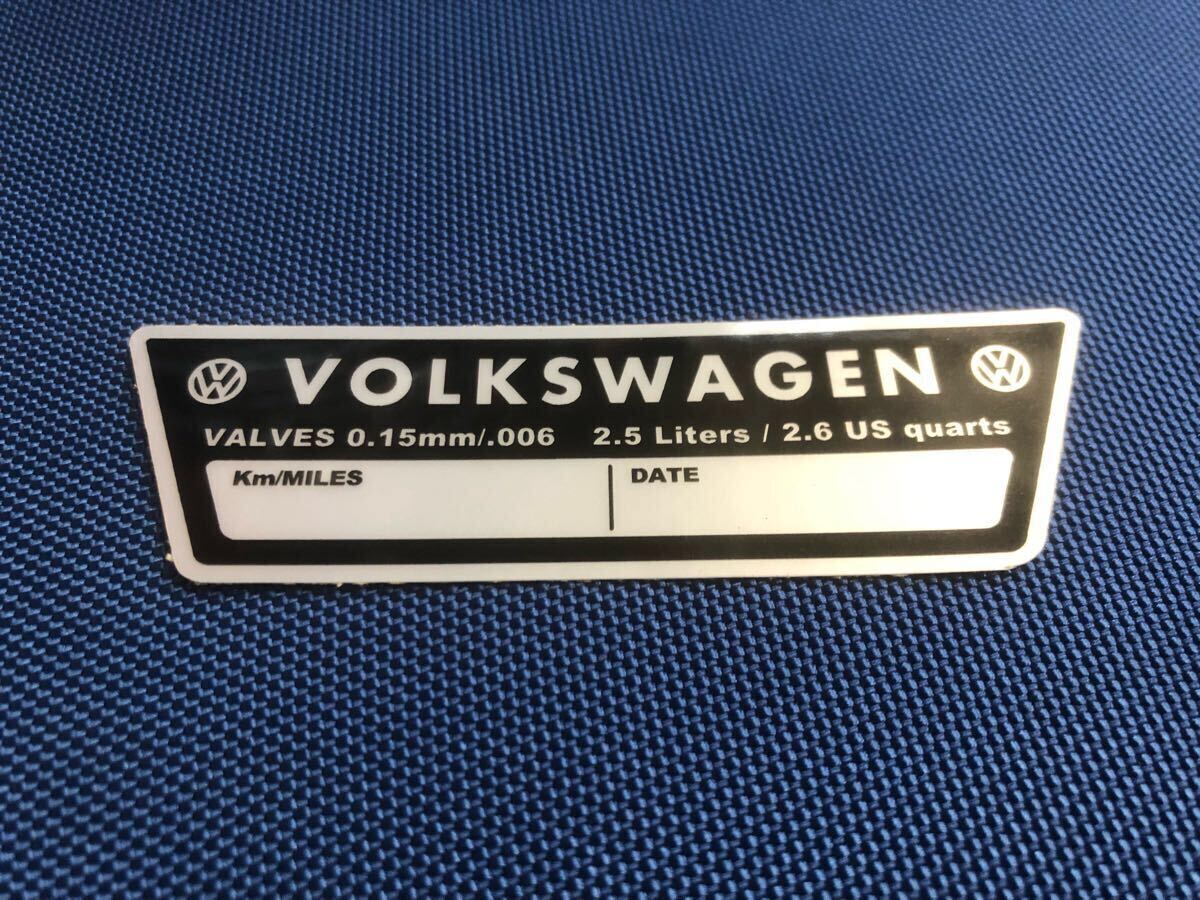 VOLKSWAGEN
VALVES 0.15mm/.006 2.5 Liters / 2.6 US quarts
Km/MILES DATE